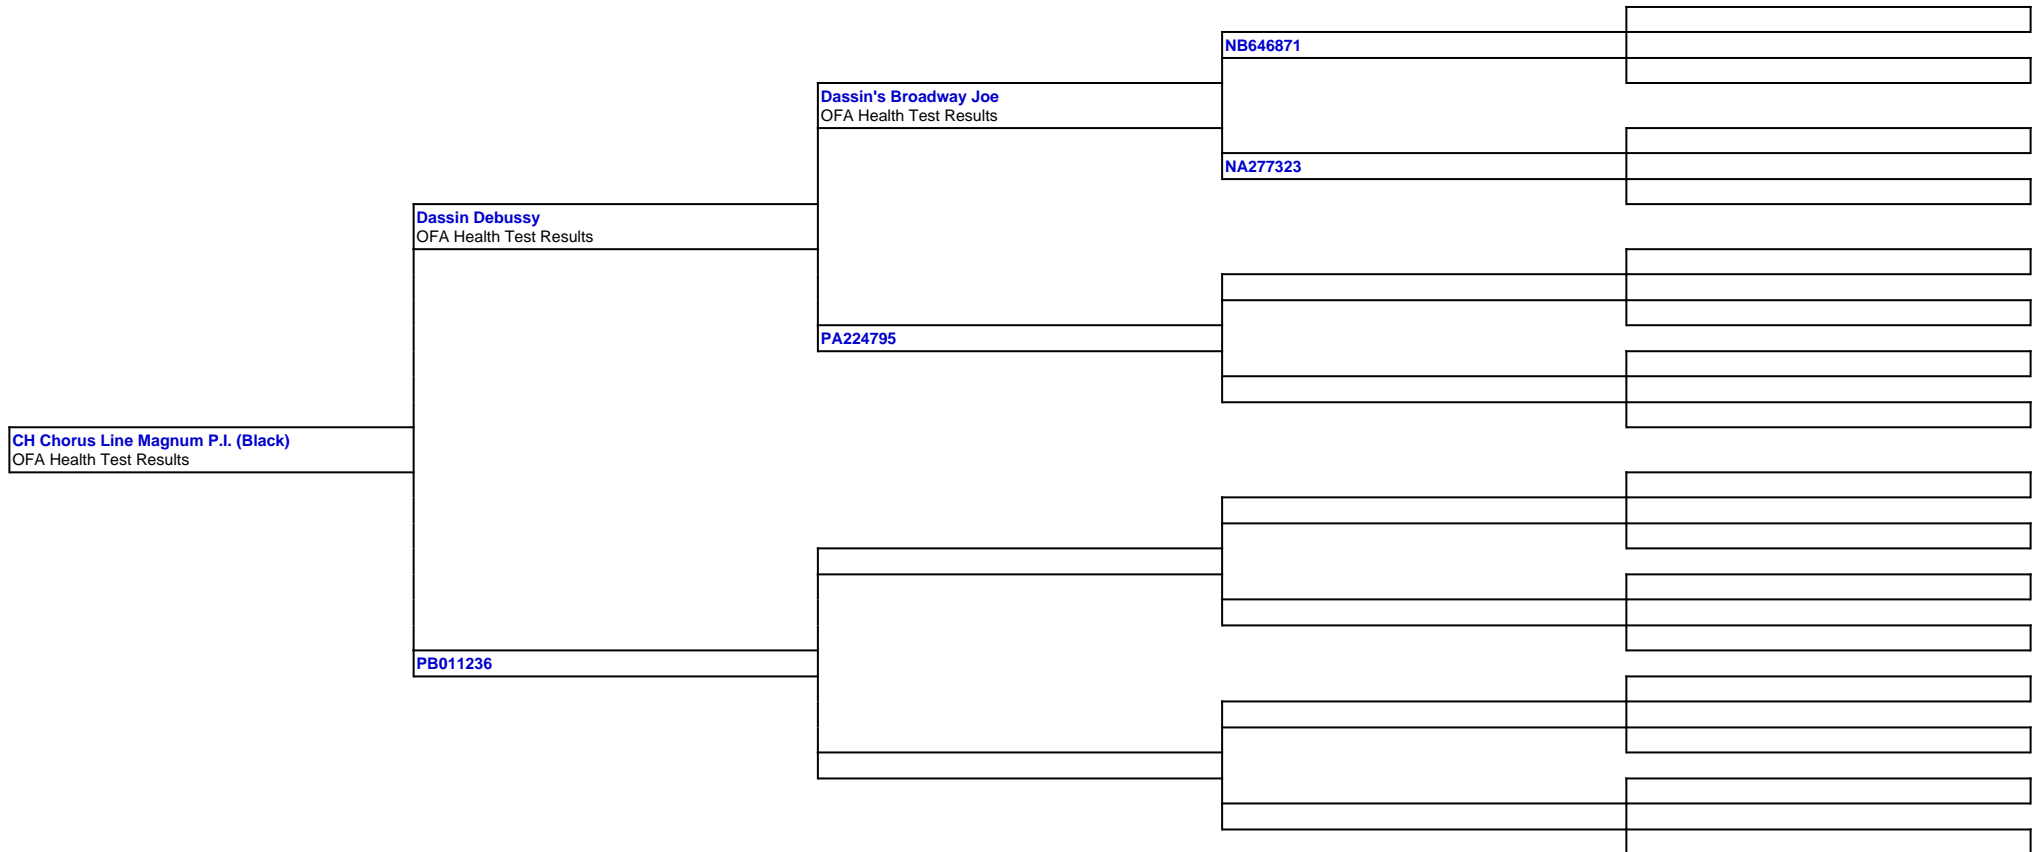 NB646871
Dassin's Broadway Joe
OFA Health Test Results
NA277323
Dassin Debussy
OFA Health Test Results
PA224795
CH Chorus Line Magnum P.I. (Black)
OFA Health Test Results
PB011236